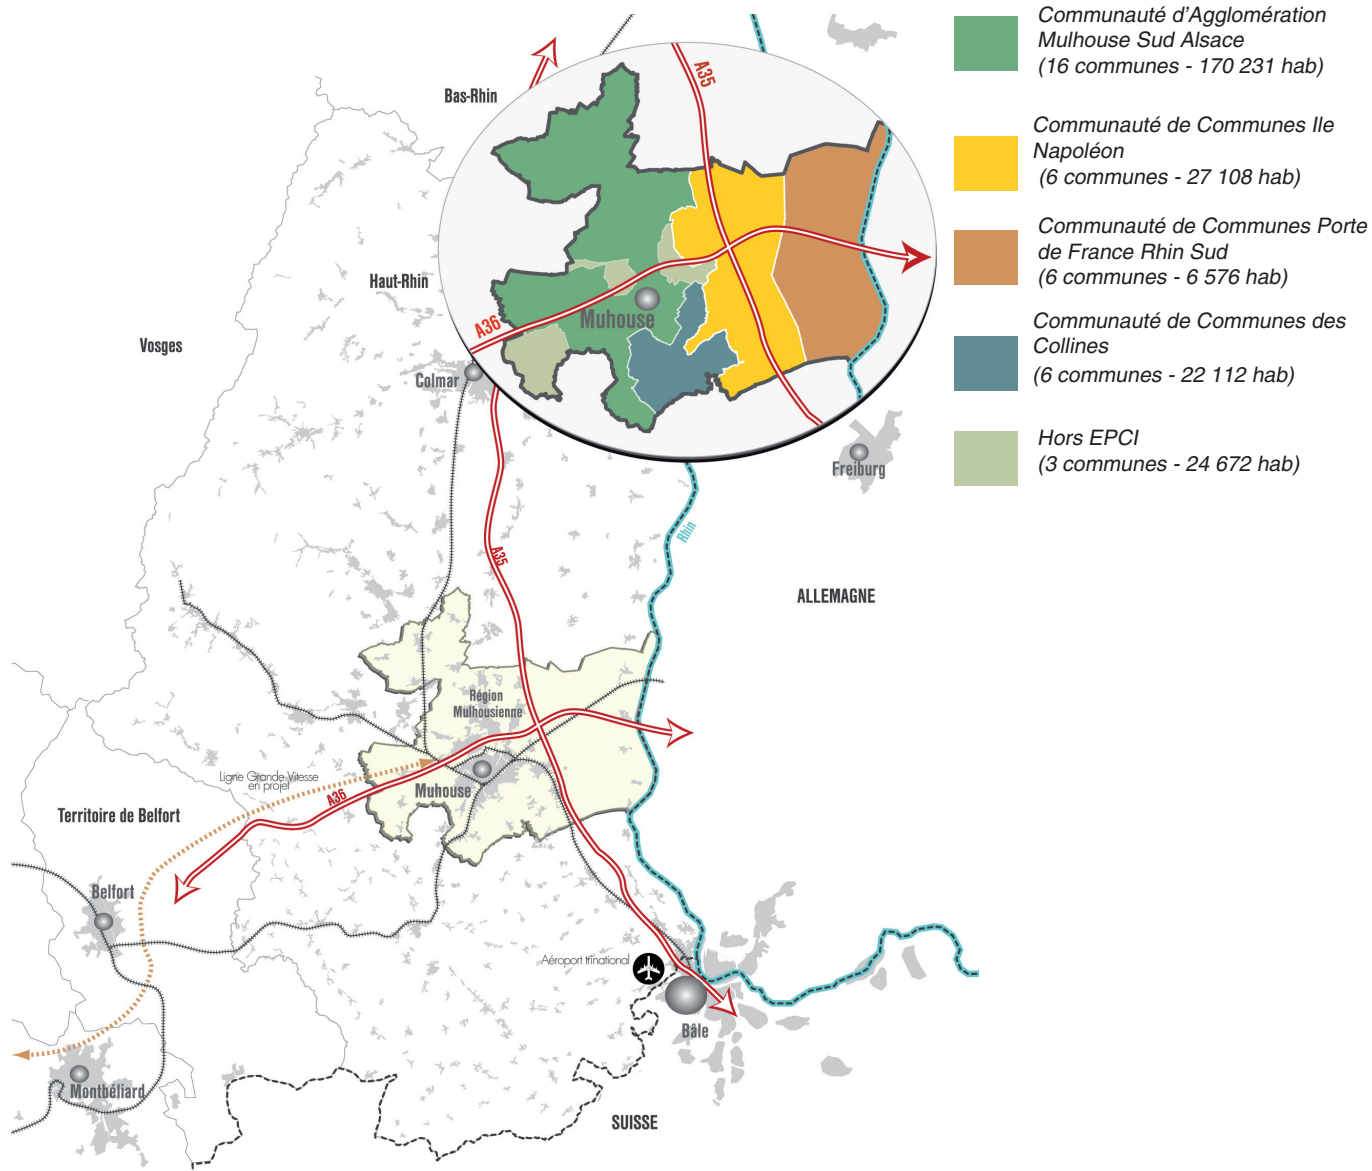 Communauté d'Agglomération
Mulhouse Sud Alsace
(16 communes - 170 231 hab)
Communauté de Communes Ile
Napoléon
(6 communes - 27 108 hab)
Communauté de Communes Porte
de France Rhin Sud
(6 communes - 6 576 hab)
Communauté de Communes des
Collines
(6 communes - 22 112 hab)
Hors EPCI
(3 communes - 24 672 hab)
Bas-Rhin
A35
Haut-Rhin
A36
Muhouse
Vosges
Colmar
Freiburg
Rhin
A35
ALLEMAGNE
Région
Mulhousienne
Ligne Grande Vitesse
en projet
A36
Muhouse
Territoire de Belfort
Belfort
Aéroport trinational
Bâle
Montbéliard
SUISSE